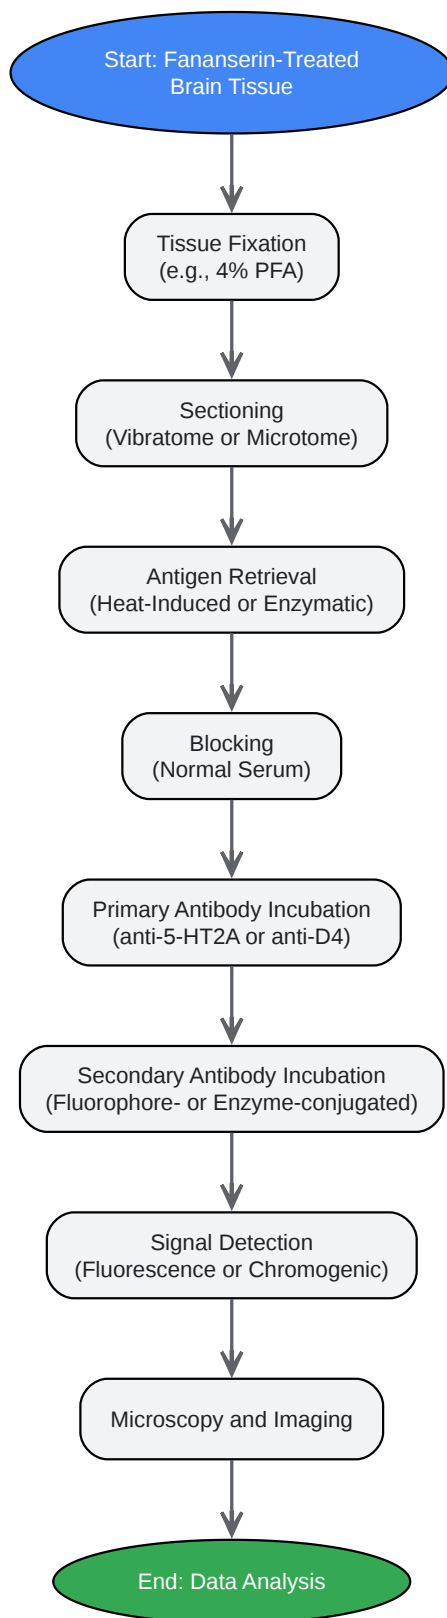 Start: Fananserin-Treated
Brain Tissue
Tissue Fixation
(e.g., 4% PFA)
Sectioning
(Vibratome or Microtome)
Antigen Retrieval
(Heat-Induced or Enzymatic)
Blocking
(Normal Serum)
Primary Antibody Incubation
(anti-5-HT2A or anti-D4)
Secondary Antibody Incubation
(Fluorophore- or Enzyme-conjugated)
Signal Detection
(Fluorescence or Chromogenic)
Microscopy and Imaging
End: Data Analysis